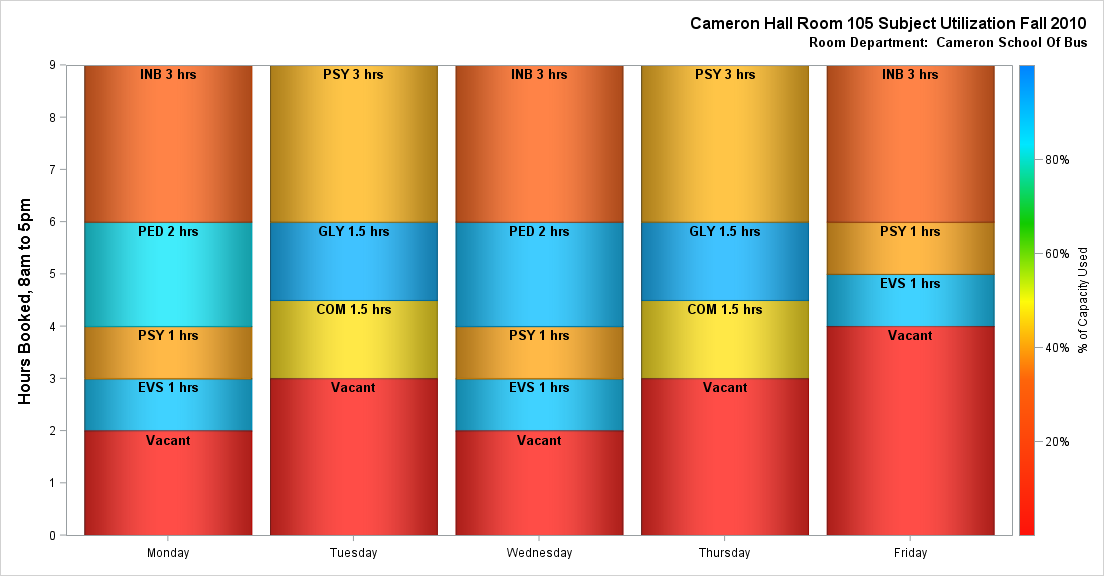 Cameron Hall Room 105 Subject Utilization Fall 2010
Room Department:  Cameron School Of Bus
Hours Booked, 8am to 5pm
9
8
7
6
5
4
3
2
1
0
INB 3 hrs
PED 2 hrs
PSY 1 hrs
EVS 1 hrs
Vacant
PSY 3 hrs
GLY 1.5 hrs
COM 1.5 hrs
Vacant
INB 3 hrs
PED 2 hrs
PSY 1 hrs
EVS 1 hrs
Vacant
PSY 3 hrs
GLY 1.5 hrs
COM 1.5 hrs
Vacant
INB 3 hrs
PSY 1 hrs
EVS 1 hrs
Vacant
Monday
Tuesday
Wednesday
Thursday
Friday
80%
60%
40%
20%
% of Capacity Used